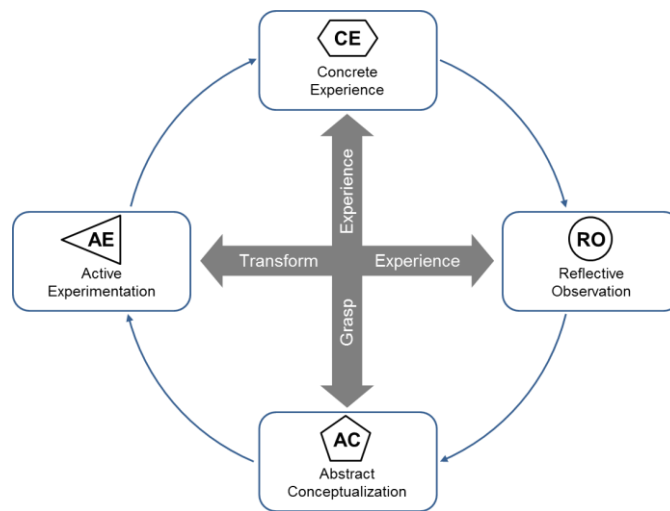 CE
Concrete
Experience
Experience
AE
Active
Experimentation
Transform
Experience
RO
Reflective
Observation
Grasp
AC
Abstract
Conceptualization